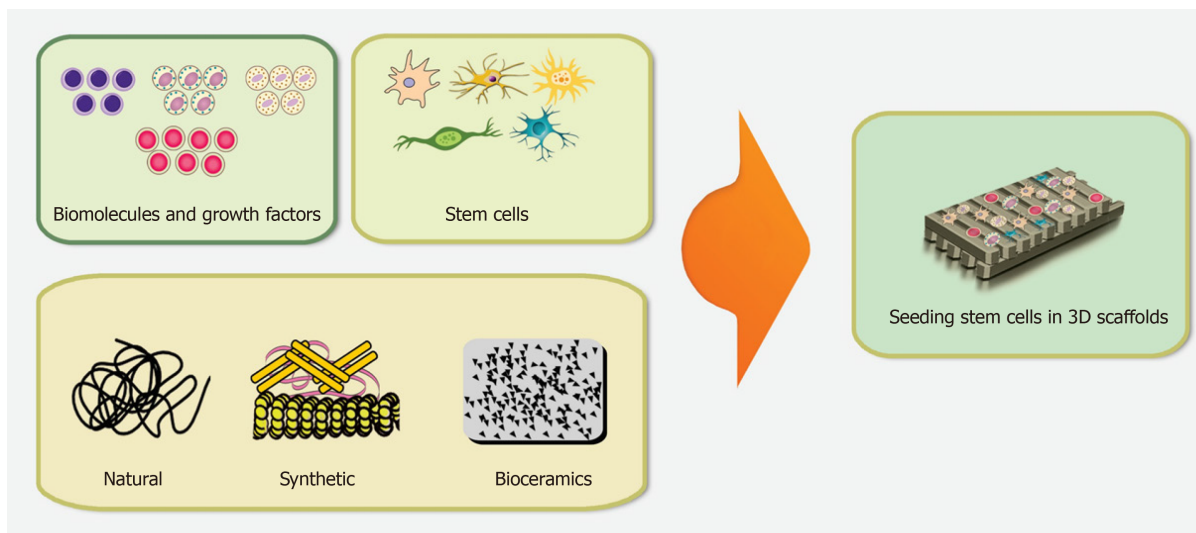 Biomolecules and growth factors
Stem cells
Natural
Synthetic
Bioceramics
Seeding stem cells in 3D scaffolds